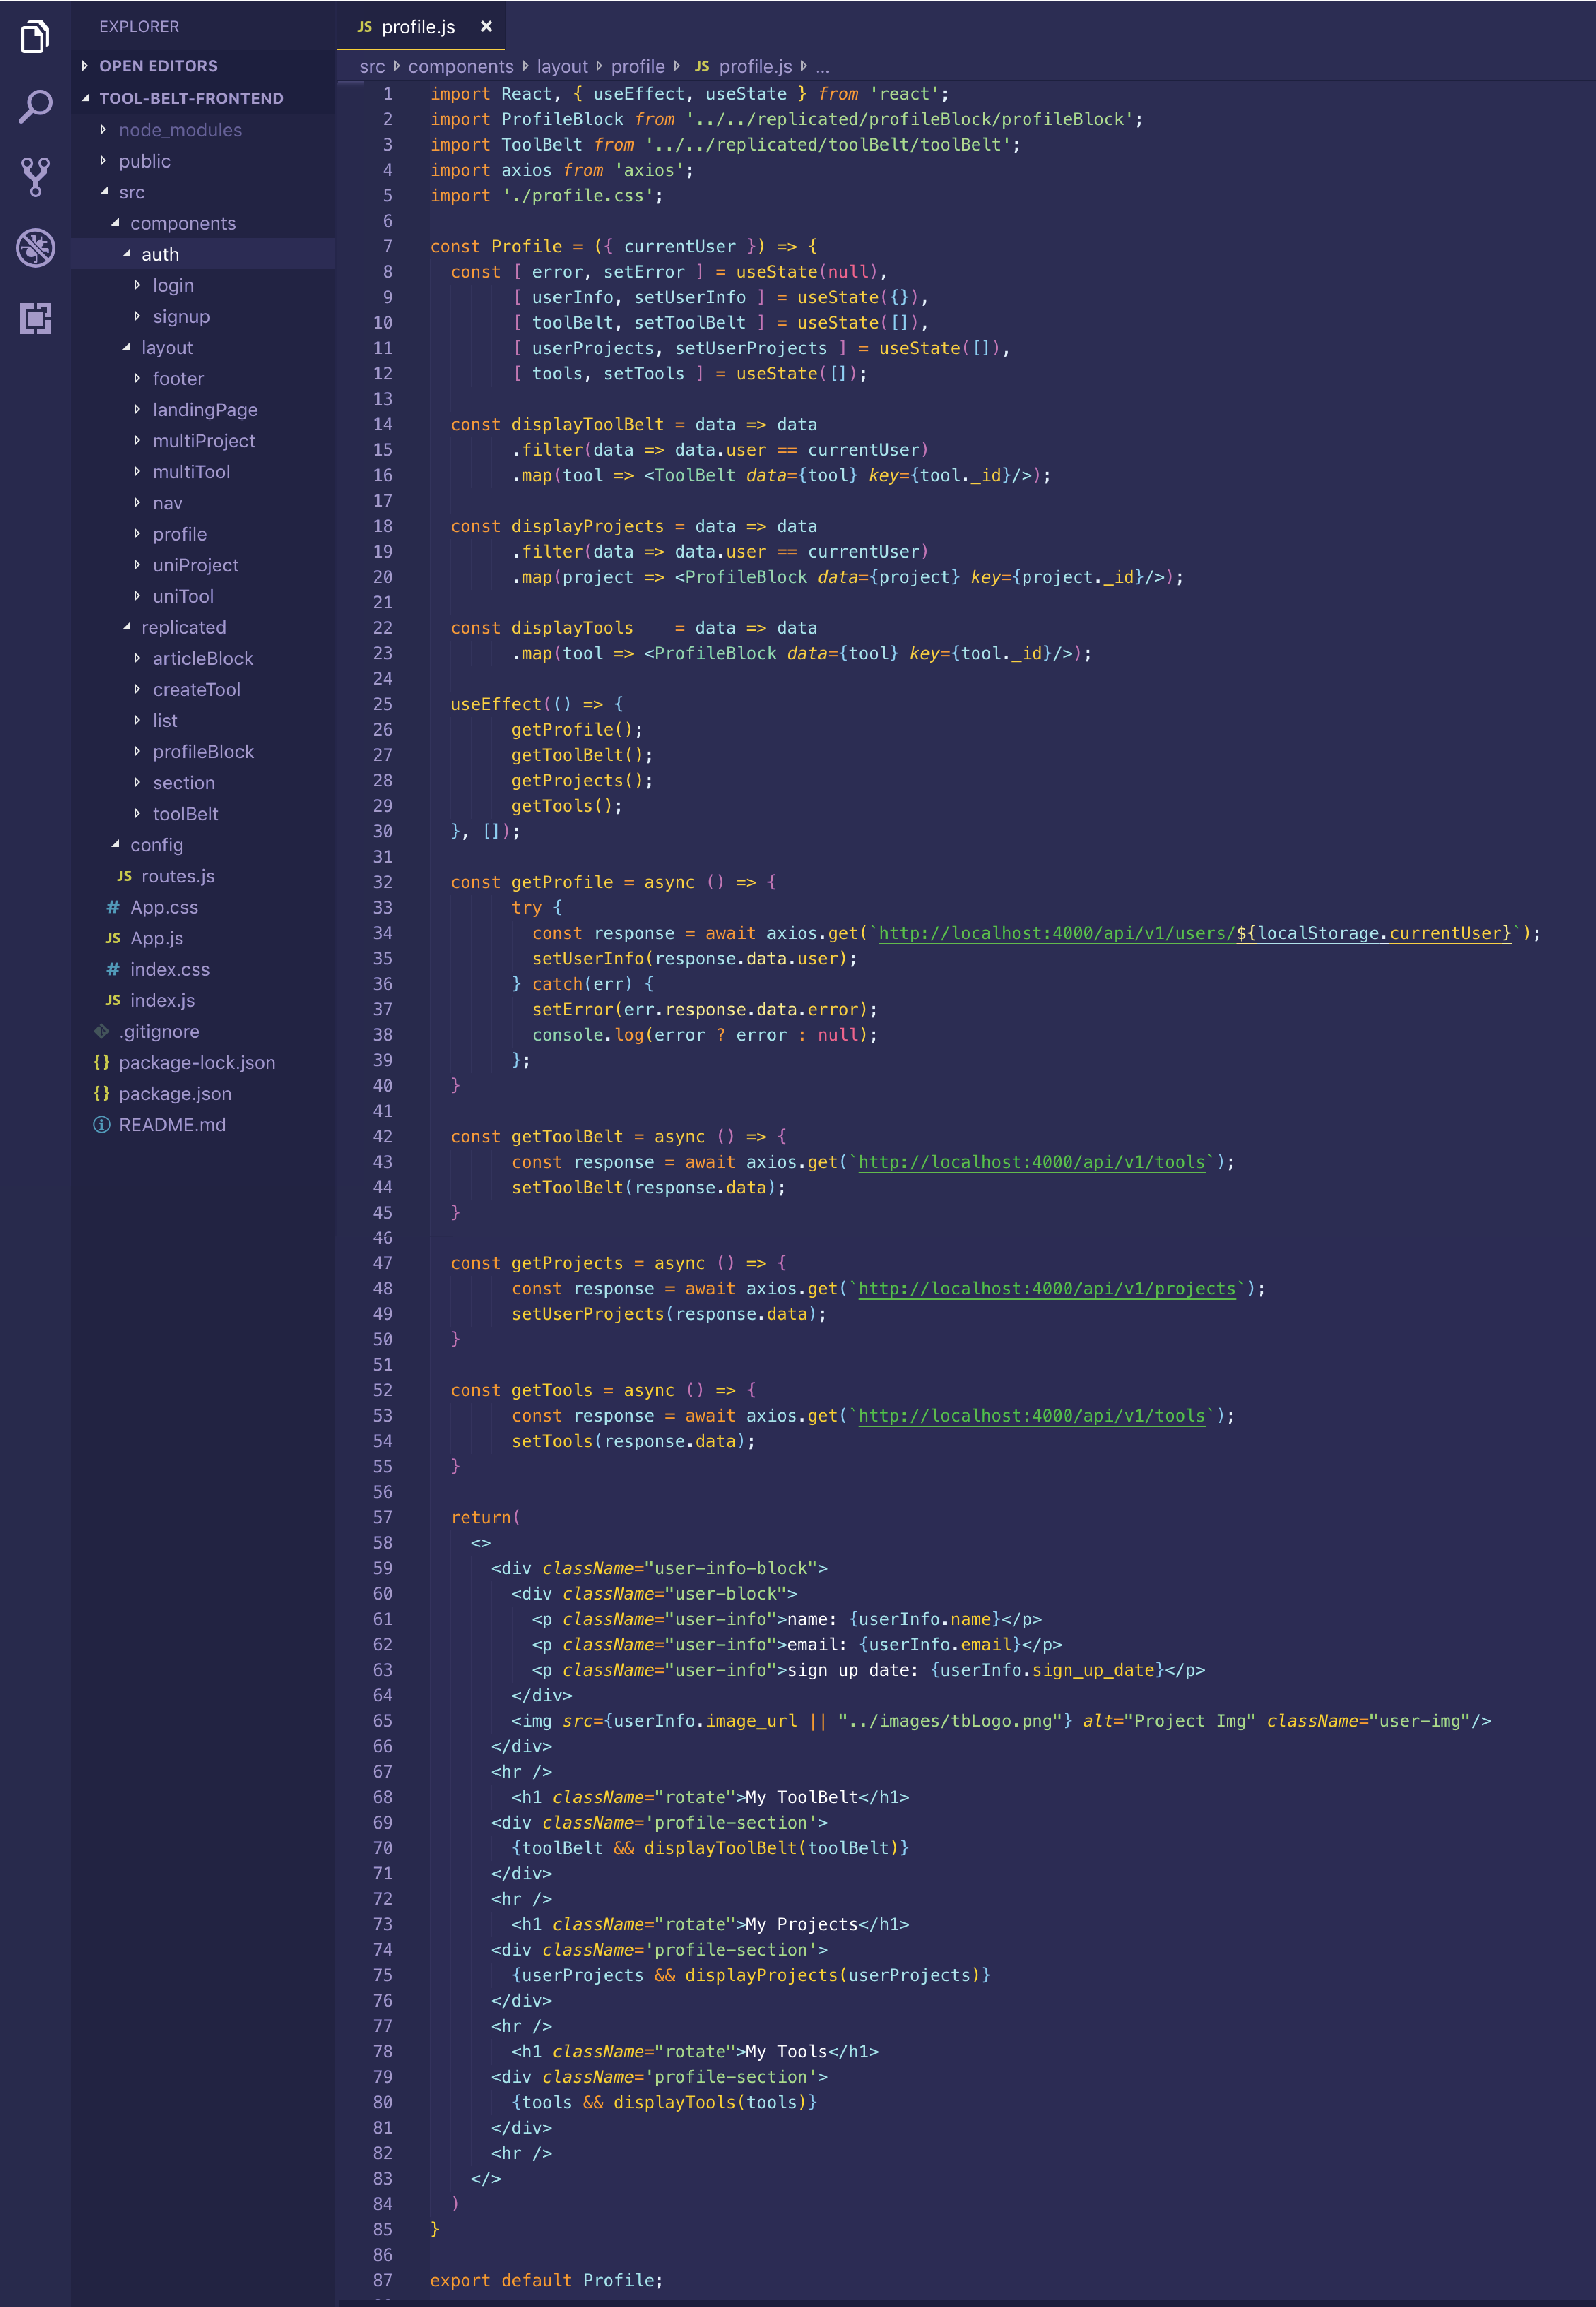 EXPLORER
OPEN EDITORS
TOOL-BELT-FRONTEND
node_modules
public
src
components
auth
login
signup
layout
footer
landingPage
multiProject
multiTool
nav
profile
uniProject
uniTool
replicated
articleBlock
createTool
list
profileBlock
section
toolBelt
config
JS routes.js
# App.css
JS App.js
# index.css
JS index.js
.gitignore
{} package-lock.json
{} package.json
README.md
JS profile.js ×
src components layout profile JS profile.js ...
1 import React, { useEffect, useState } from 'react';
2 import ProfileBlock from '../../replicated/profileBlock/profileBlock';
3 import ToolBelt from '../../replicated/toolBelt/toolBelt';
4 import axios from 'axios';
5 import './profile.css';
6
7 const Profile = ({ currentUser }) => {
8   const [ error, setError ] = useState(null),
9         [ userInfo, setUserInfo ] = useState({}),
10         [ toolBelt, setToolBelt ] = useState([]),
11         [ userProjects, setUserProjects ] = useState([]),
12         [ tools, setTools ] = useState([]);
13
14   const displayToolBelt = data => data
15         .filter(data => data.user == currentUser)
16         .map(tool => <ToolBelt data={tool} key={tool._id}/>);
17
18   const displayProjects = data => data
19         .filter(data => data.user == currentUser)
20         .map(project => <ProfileBlock data={project} key={project._id}/>);
21
22   const displayTools    = data => data
23         .map(tool => <ProfileBlock data={tool} key={tool._id}/>);
24
25   useEffect(() => {
26         getProfile();
27         getToolBelt();
28         getProjects();
29         getTools();
30   }, []);
31
32   const getProfile = async () => {
33         try {
34           const response = await axios.get(`http://localhost:4000/api/v1/users/${localStorage.currentUser}`);
35           setUserInfo(response.data.user);
36         } catch(err) {
37           setError(err.response.data.error);
38           console.log(error ? error : null);
39         };
40   }
41
42   const getToolBelt = async () => {
43         const response = await axios.get(`http://localhost:4000/api/v1/tools`);
44         setToolBelt(response.data);
45   }
46
47   const getProjects = async () => {
48         const response = await axios.get(`http://localhost:4000/api/v1/projects`);
49         setUserProjects(response.data);
50   }
51
52   const getTools = async () => {
53         const response = await axios.get(`http://localhost:4000/api/v1/tools`);
54         setTools(response.data);
55   }
56
57   return(
58     <>
59       <div className="user-info-block">
60         <div className="user-block">
61           <p className="user-info">name: {userInfo.name}</p>
62           <p className="user-info">email: {userInfo.email}</p>
63           <p className="user-info">sign up date: {userInfo.sign_up_date}</p>
64         </div>
65         <img src={userInfo.image_url || "../images/tbLogo.png"} alt="Project Img" className="user-img"/>
66       </div>
67       <hr />
68         <h1 className="rotate">My ToolBelt</h1>
69       <div className='profile-section'>
70         {toolBelt && displayToolBelt(toolBelt)}
71       </div>
72       <hr />
73         <h1 className="rotate">My Projects</h1>
74       <div className='profile-section'>
75         {userProjects && displayProjects(userProjects)}
76       </div>
77       <hr />
78         <h1 className="rotate">My Tools</h1>
79       <div className='profile-section'>
80         {tools && displayTools(tools)}
81       </div>
82       <hr />
83     </>
84   )
85 }
86
87 export default Profile;